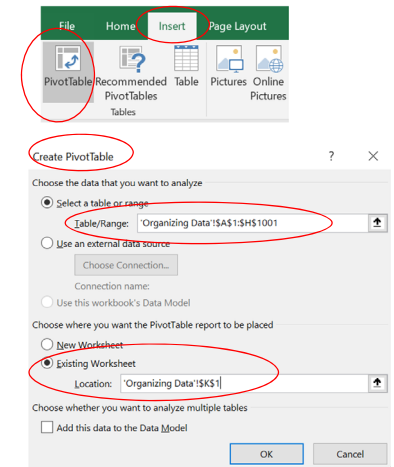 File Home Insert Page Layout
PivotTable Recommended Table Pictures Online
PivotTables Pictures
Tables
Create PivotTable ? ×
Choose the data that you want to analyze
Select a table or range
Table/Range: 'Organizing Data'!$A$1:$H$1001
Use an external data source
Choose Connection...
Connection name:
Use this workbook's Data Model
Choose where you want the PivotTable report to be placed
New Worksheet
Existing Worksheet
Location: 'Organizing Data'!$K$1
Choose whether you want to analyze multiple tables
Add this data to the Data Model
OK Cancel